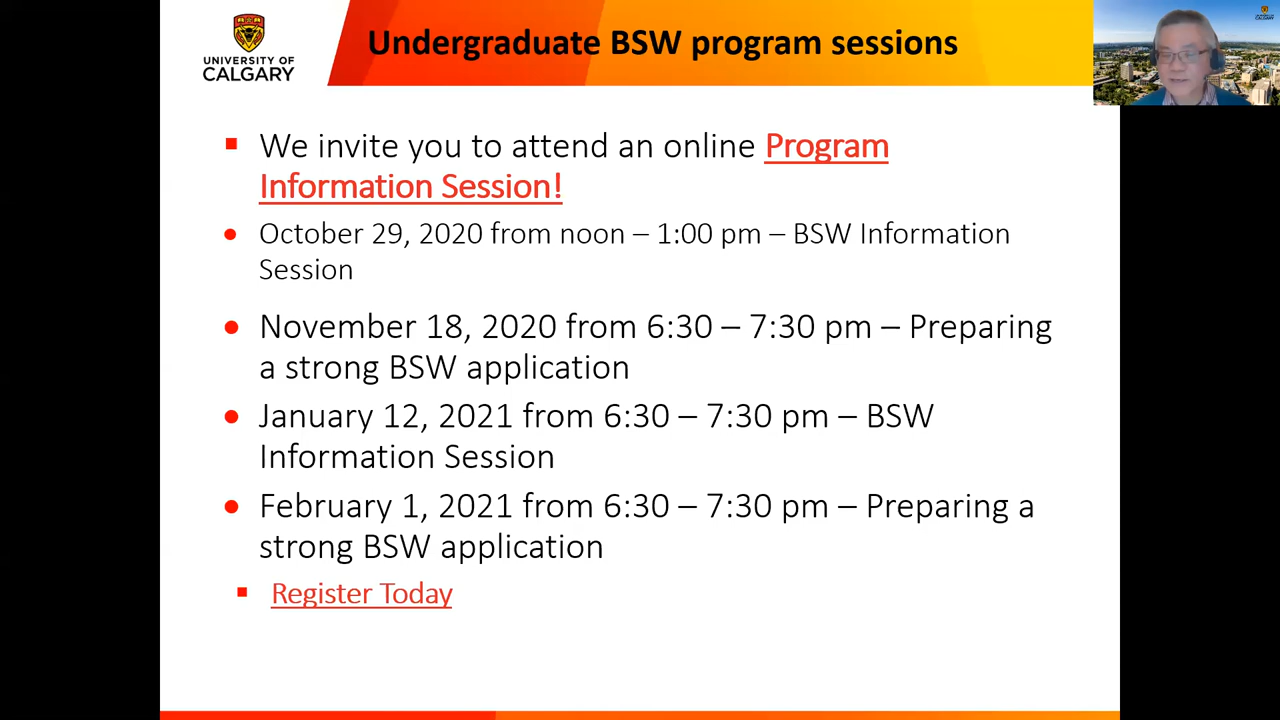 UNIVERSITY OF
CALGARY
Undergraduate BSW program sessions
We invite you to attend an online Program
Information Session!
October 29, 2020 from noon – 1:00 pm – BSW Information
Session
November 18, 2020 from 6:30 – 7:30 pm – Preparing
a strong BSW application
January 12, 2021 from 6:30 – 7:30 pm – BSW
Information Session
February 1, 2021 from 6:30 – 7:30 pm – Preparing a
strong BSW application
Register Today